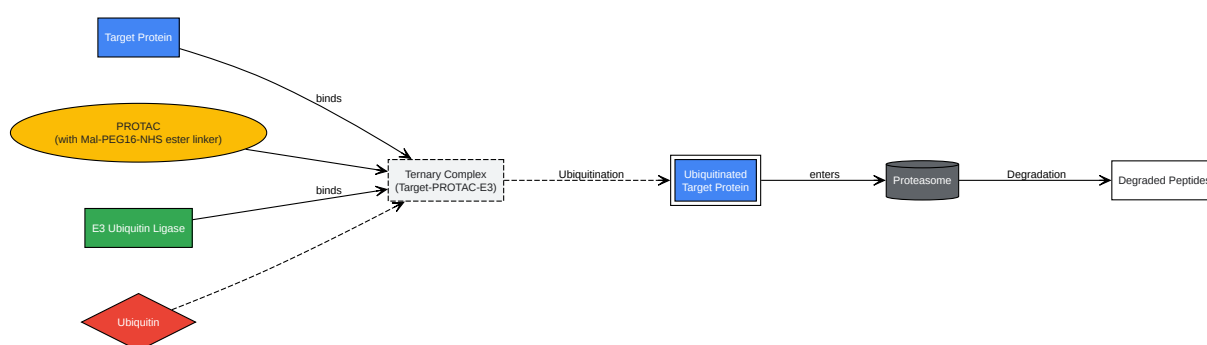 Target Protein
binds
PROTAC
(with Mal-PEG16-NHS ester linker)
Ternary Complex
(Target-PROTAC-E3)
Ubiquitination
Ubiquitinated
Target Protein
enters
Proteasome
Degradation
Degraded Peptides
binds
E3 Ubiquitin Ligase
Ubiquitin